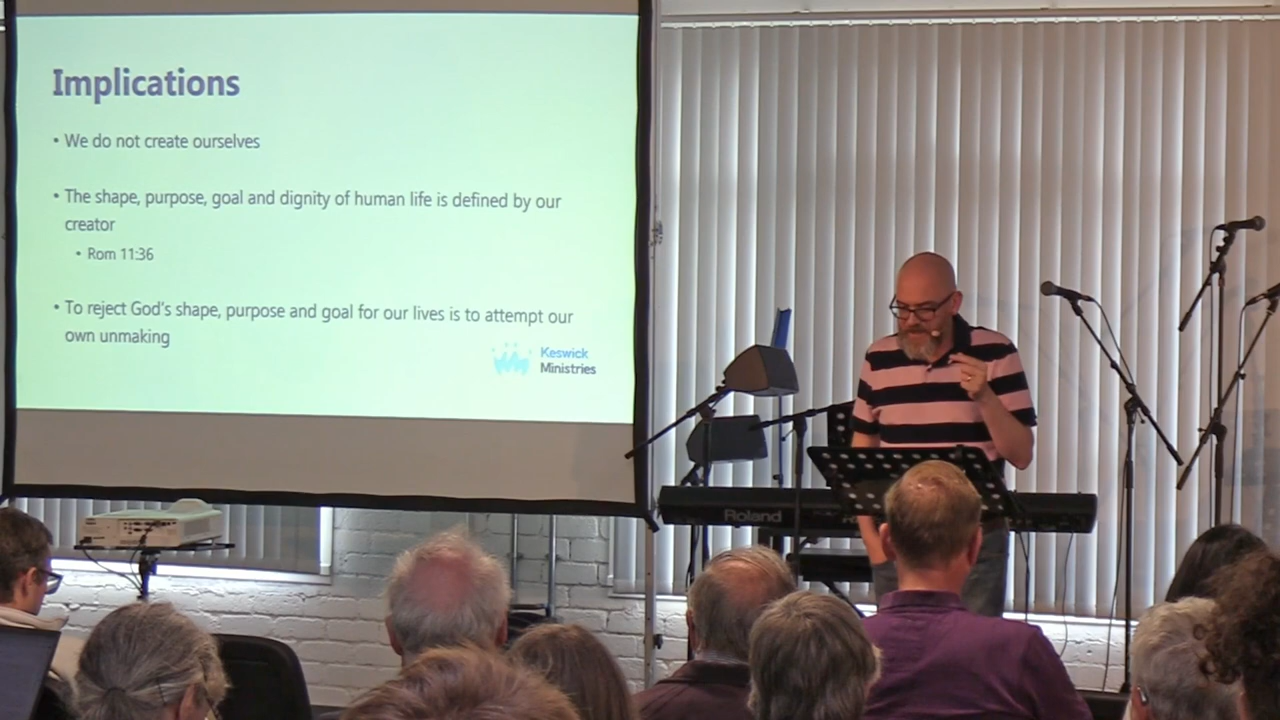 Implications
• We do not create ourselves
• The shape, purpose, goal and dignity of human life is defined by our
creator
• Rom 11:36
• To reject God's shape, purpose and goal for our lives is to attempt our
own unmaking
Keswick
Ministries
Roland